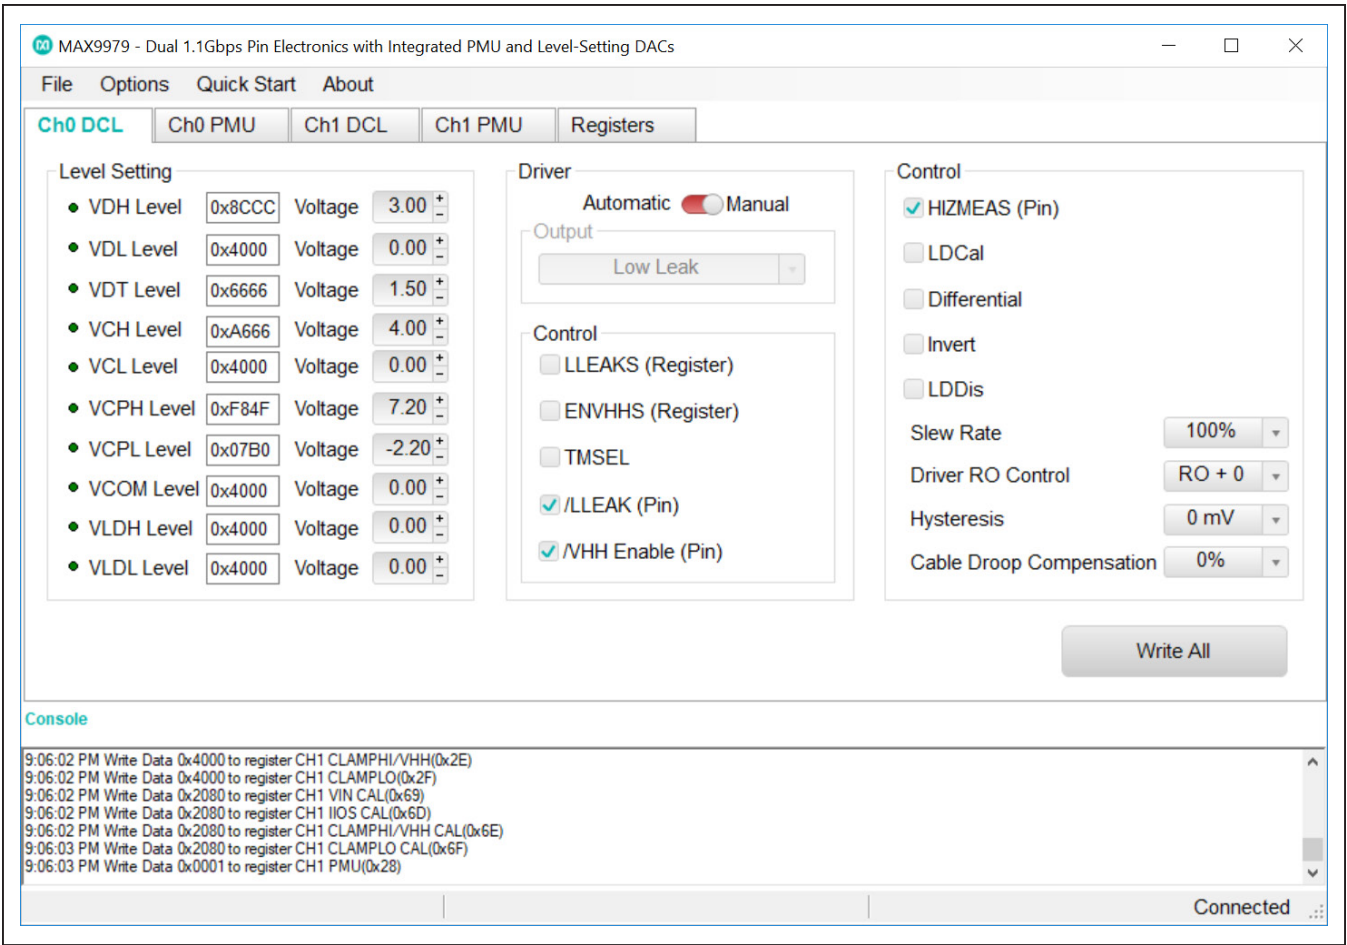 MAX9979 - Dual 1.1Gbps Pin Electronics with Integrated PMU and Level-Setting DACs
File Options Quick Start About
Ch0 DCL Ch0 PMU Ch1 DCL Ch1 PMU Registers
Level Setting
VDH Level 0x8CCC Voltage 3.00 + -
VDL Level 0x4000 Voltage 0.00 + -
VDT Level 0x6666 Voltage 1.50 + -
VCH Level 0xA666 Voltage 4.00 + -
VCL Level 0x4000 Voltage 0.00 + -
VCPH Level 0xF84F Voltage 7.20 + -
VCPL Level 0x07B0 Voltage -2.20 + -
VCOM Level 0x4000 Voltage 0.00 + -
VLDH Level 0x4000 Voltage 0.00 + -
VLDL Level 0x4000 Voltage 0.00 + -
Driver
Automatic Manual
Output
Low Leak
Control
LLEAKS (Register)
ENVHHS (Register)
TMSEL
/LLEAK (Pin)
/VHH Enable (Pin)
Control
HIZMEAS (Pin)
LDCal
Differential
Invert
LDDis
Slew Rate 100%
Driver RO Control RO + 0
Hysteresis 0 mV
Cable Droop Compensation 0%
Write All
Console
9:06:02 PM Write Data 0x4000 to register CH1 CLAMPHI/VHH(0x2E)
9:06:02 PM Write Data 0x4000 to register CH1 CLAMPLO(0x2F)
9:06:02 PM Write Data 0x2080 to register CH1 VIN CAL(0x69)
9:06:02 PM Write Data 0x2080 to register CH1 IIOS CAL(0x6D)
9:06:02 PM Write Data 0x2080 to register CH1 CLAMPHI/VHH CAL(0x6E)
9:06:03 PM Write Data 0x2080 to register CH1 CLAMPLO CAL(0x6F)
9:06:03 PM Write Data 0x0001 to register CH1 PMU(0x28)
Connected